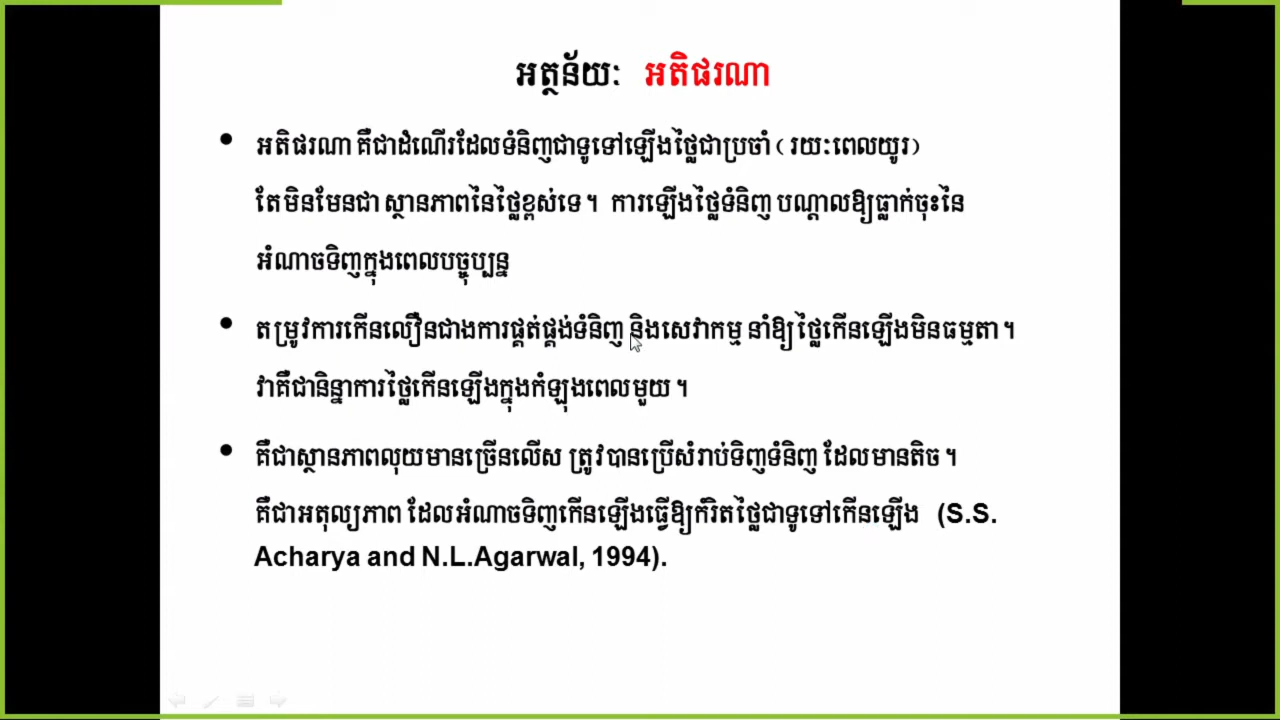 អត្ថន័យៈ អតិផរណា
• អតិផរណា គឺជាដំណើរដែលទំនិញជាទូទៅឡើងថ្លៃជាប្រចាំ (រយៈពេលយូរ)
តែមិនមែនជា ស្ថានភាពនៃថ្លៃខ្ពស់ទេ។ ការឡើងថ្លៃទំនិញ បណ្តាលឱ្យធ្លាក់ចុះនៃ
អំណាចទិញក្នុងពេលបច្ចុប្បន្ន
• តម្រូវការកើនលឿនជាងការផ្គត់ផ្គង់ទំនិញ និងសេវាកម្ម នាំឱ្យថ្លៃកើនឡើងមិនធម្មតា។
វាគឺជានិន្នាការថ្លៃកើនឡើងក្នុងកំឡុងពេលមួយ។
• គឺជាស្ថានភាពលុយមានច្រើនលើស ត្រូវបានប្រើសំរាប់ទិញទំនិញ ដែលមានតិច។
គឺជាអតុល្យភាព ដែលអំណាចទិញកើនឡើងធ្វើឱ្យកំរិតថ្លៃជាទូទៅកើនឡើង (S.S.
Acharya and N.L.Agarwal, 1994).